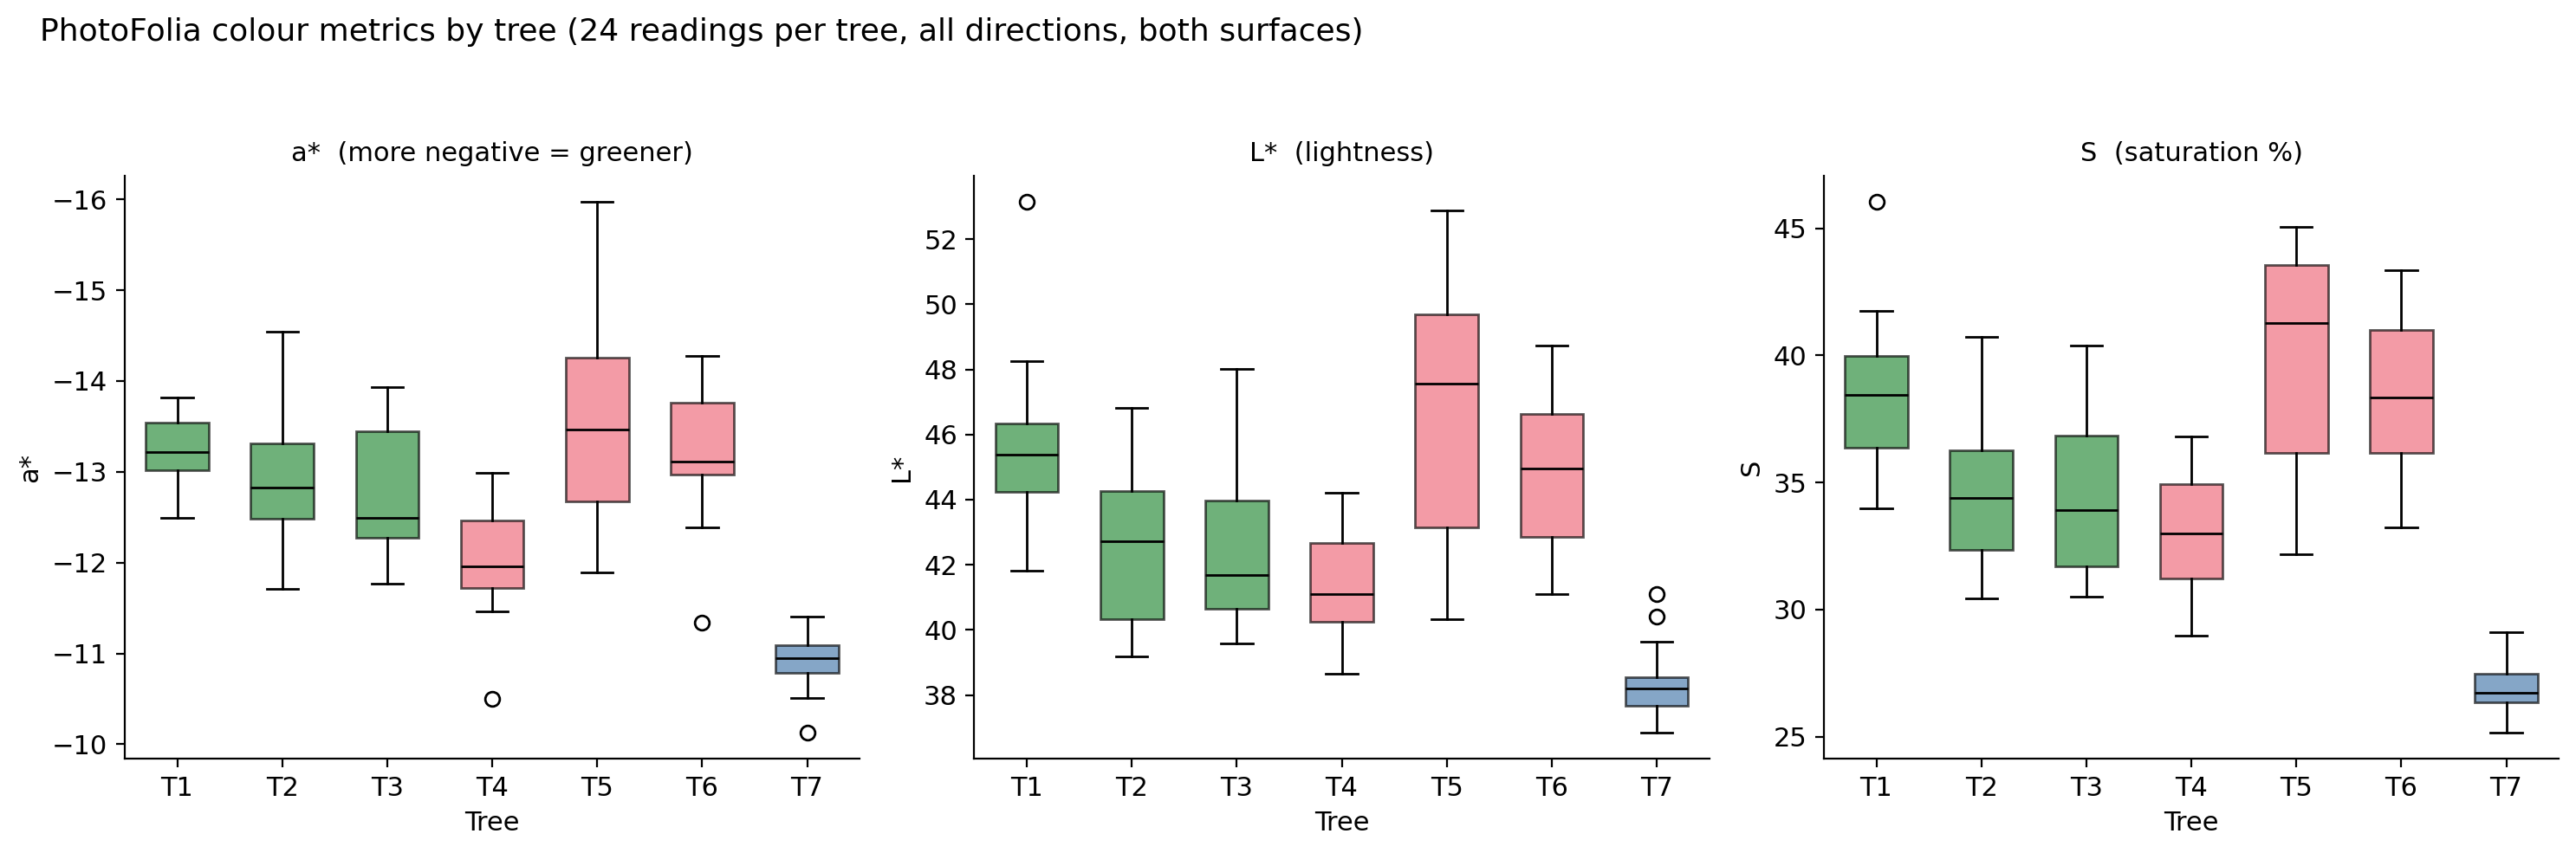 PhotoFolia colour metrics by tree (24 readings per tree, all directions, both surfaces)
a*  (more negative = greener)
−16
−15
−14
−13
−12
−11
−10
a*
T1 T2 T3 T4 T5 T6 T7
Tree
L*  (lightness)
52
50
48
46
44
42
40
38
L*
T1 T2 T3 T4 T5 T6 T7
Tree
S  (saturation %)
45
40
35
30
25
S
T1 T2 T3 T4 T5 T6 T7
Tree